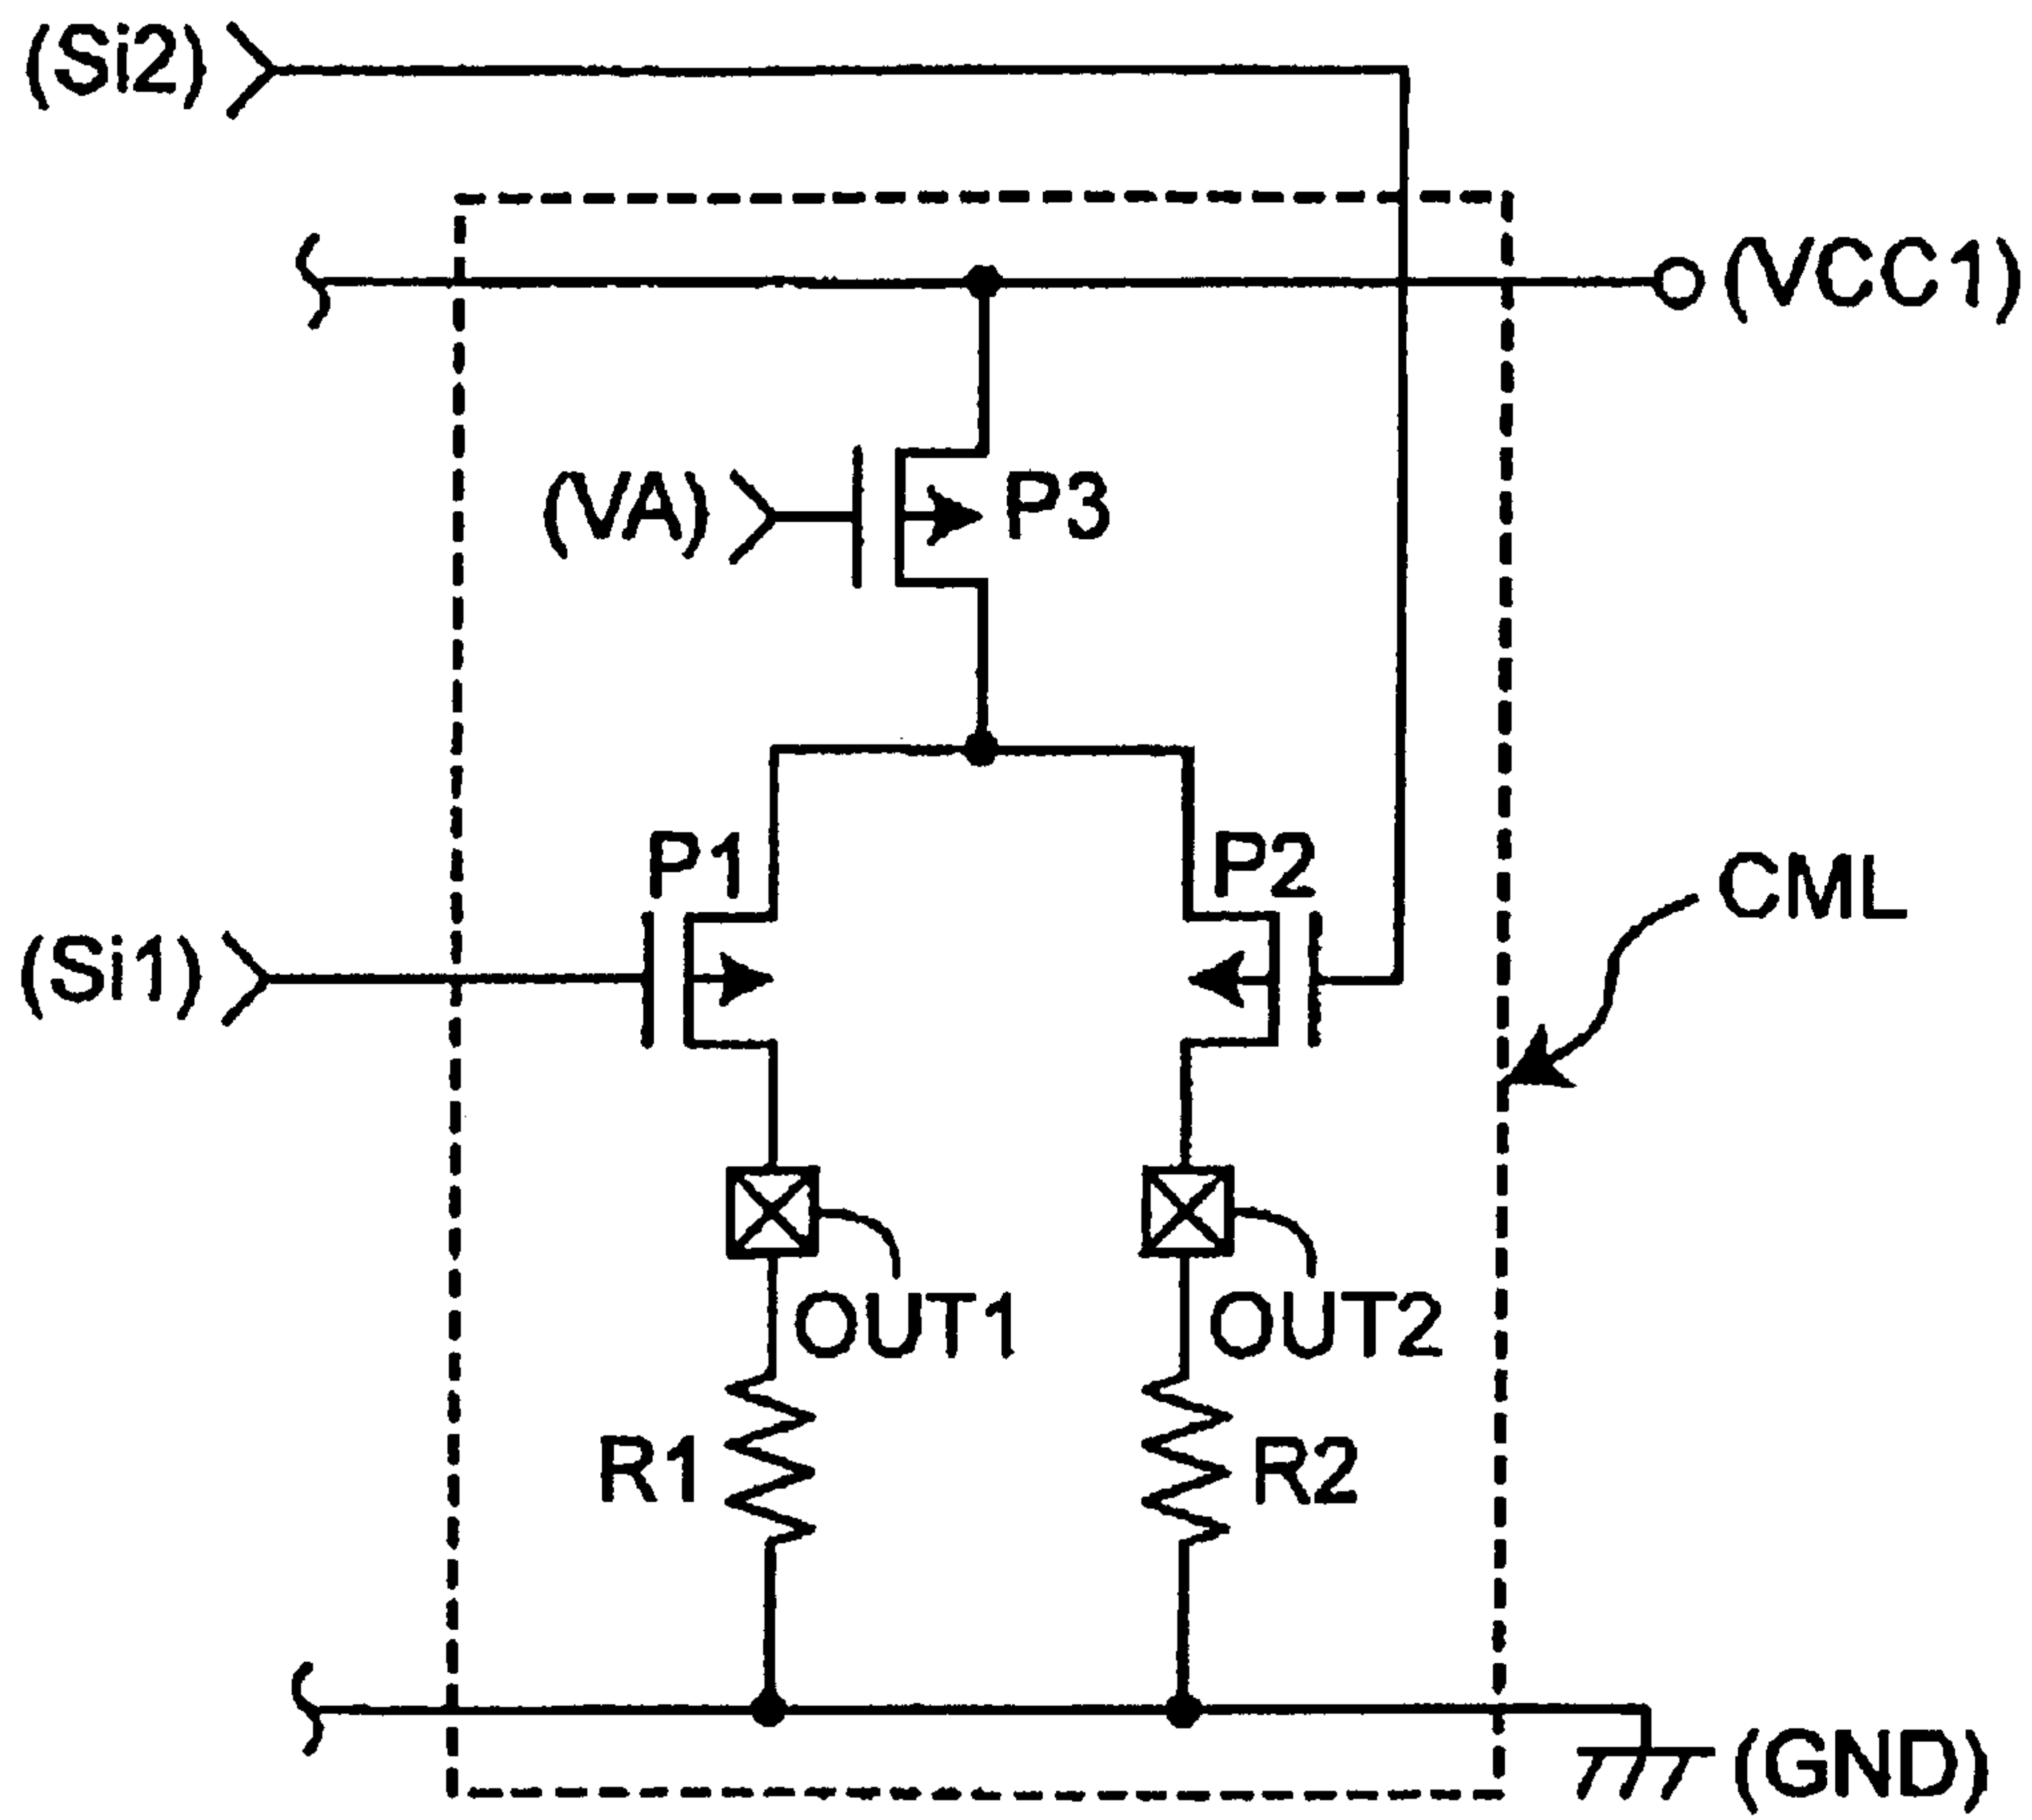 (Si2)
(VCC1)
(VA)
P3
P1
P2
CML
(Si1)
OUT1
OUT2
R1
R2
(GND)